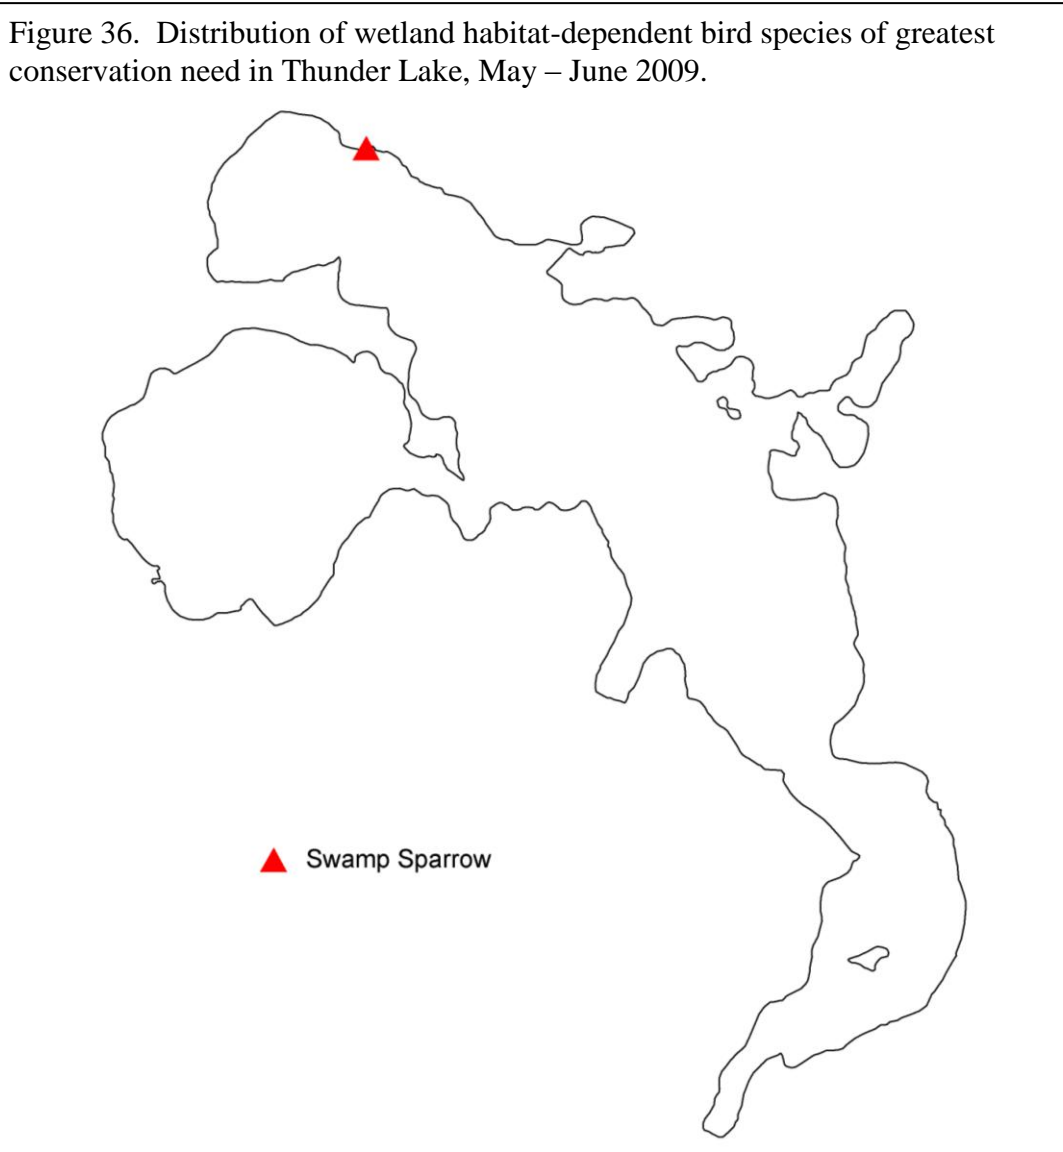 Figure 36.  Distribution of wetland habitat-dependent bird species of greatest
conservation need in Thunder Lake, May – June 2009.
Swamp Sparrow